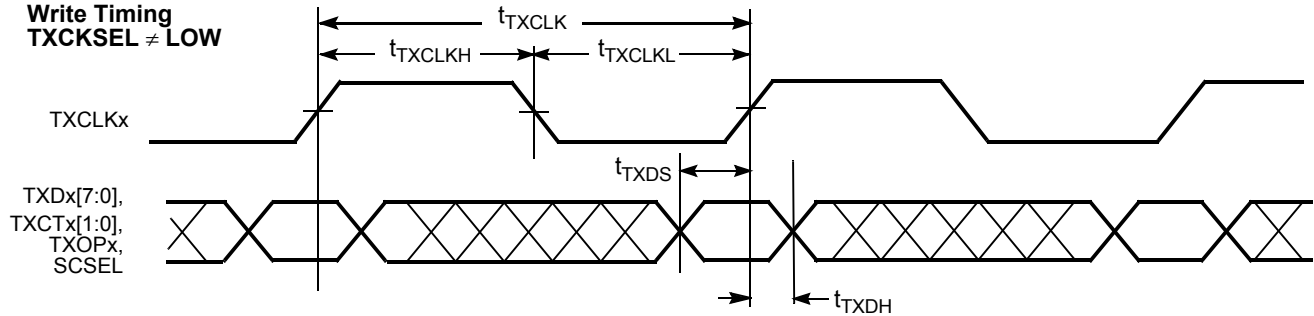 Write Timing
TXCKSEL ≠ LOW
tTXCLK
tTXCLKH
tTXCLKL
TXCLKx
tTXDS
TXDx[7:0],
TXCTx[1:0],
TXOPx,
SCSEL
tTXDH